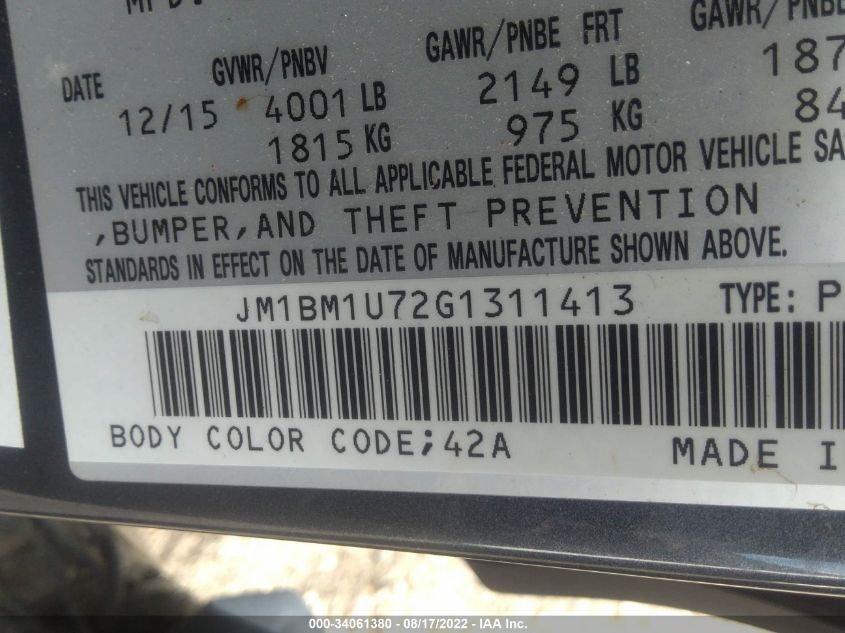 MFD.
DATE GVWR/PNBV GAWR/PNBE FRT GAWR/PNBE
12/15 4001 LB 2149 LB 187
1815 KG 975 KG 84
THIS VEHICLE CONFORMS TO ALL APPLICABLE FEDERAL MOTOR VEHICLE SA
,BUMPER,AND THEFT PREVENTION
STANDARDS IN EFFECT ON THE DATE OF MANUFACTURE SHOWN ABOVE.
JM1BM1U72G1311413 TYPE: P
BODY COLOR CODE;42A MADE I
000-34061380 - 08/17/2022 - IAA Inc.